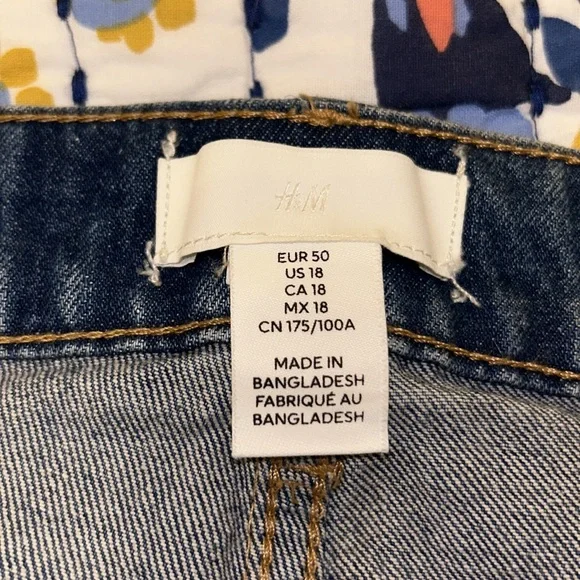 H&M
EUR 50
US 18
CA 18
MX 18
CN 175/100A
MADE IN
BANGLADESH
FABRIQUÉ AU
BANGLADESH